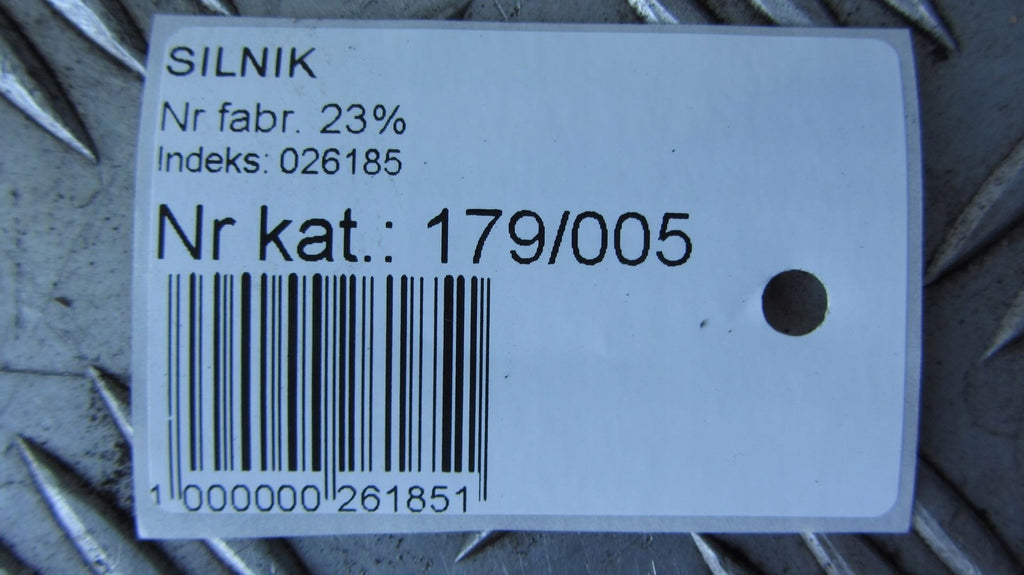 SILNIK
Nr fabr. 23%
Indeks: 026185
Nr kat.: 179/005
1 000000 261851